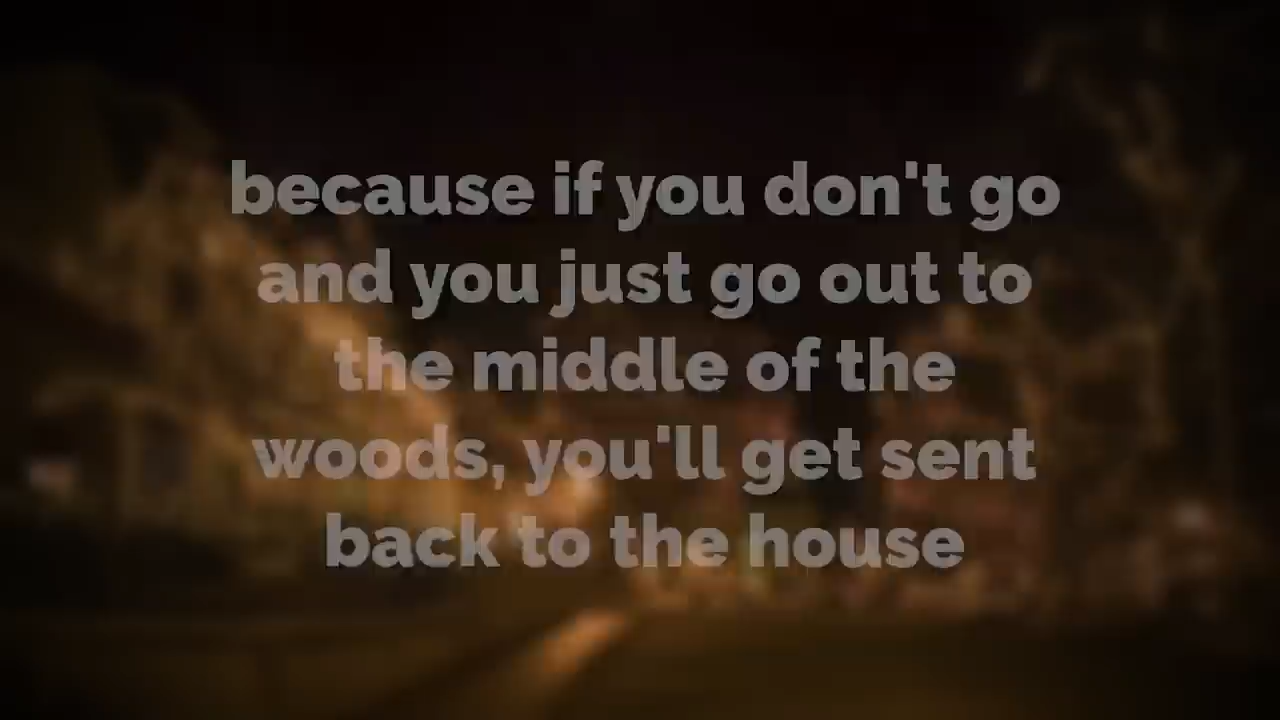 because if you don't go
and you just go out to
the middle of the
woods, you'll get sent
back to the house